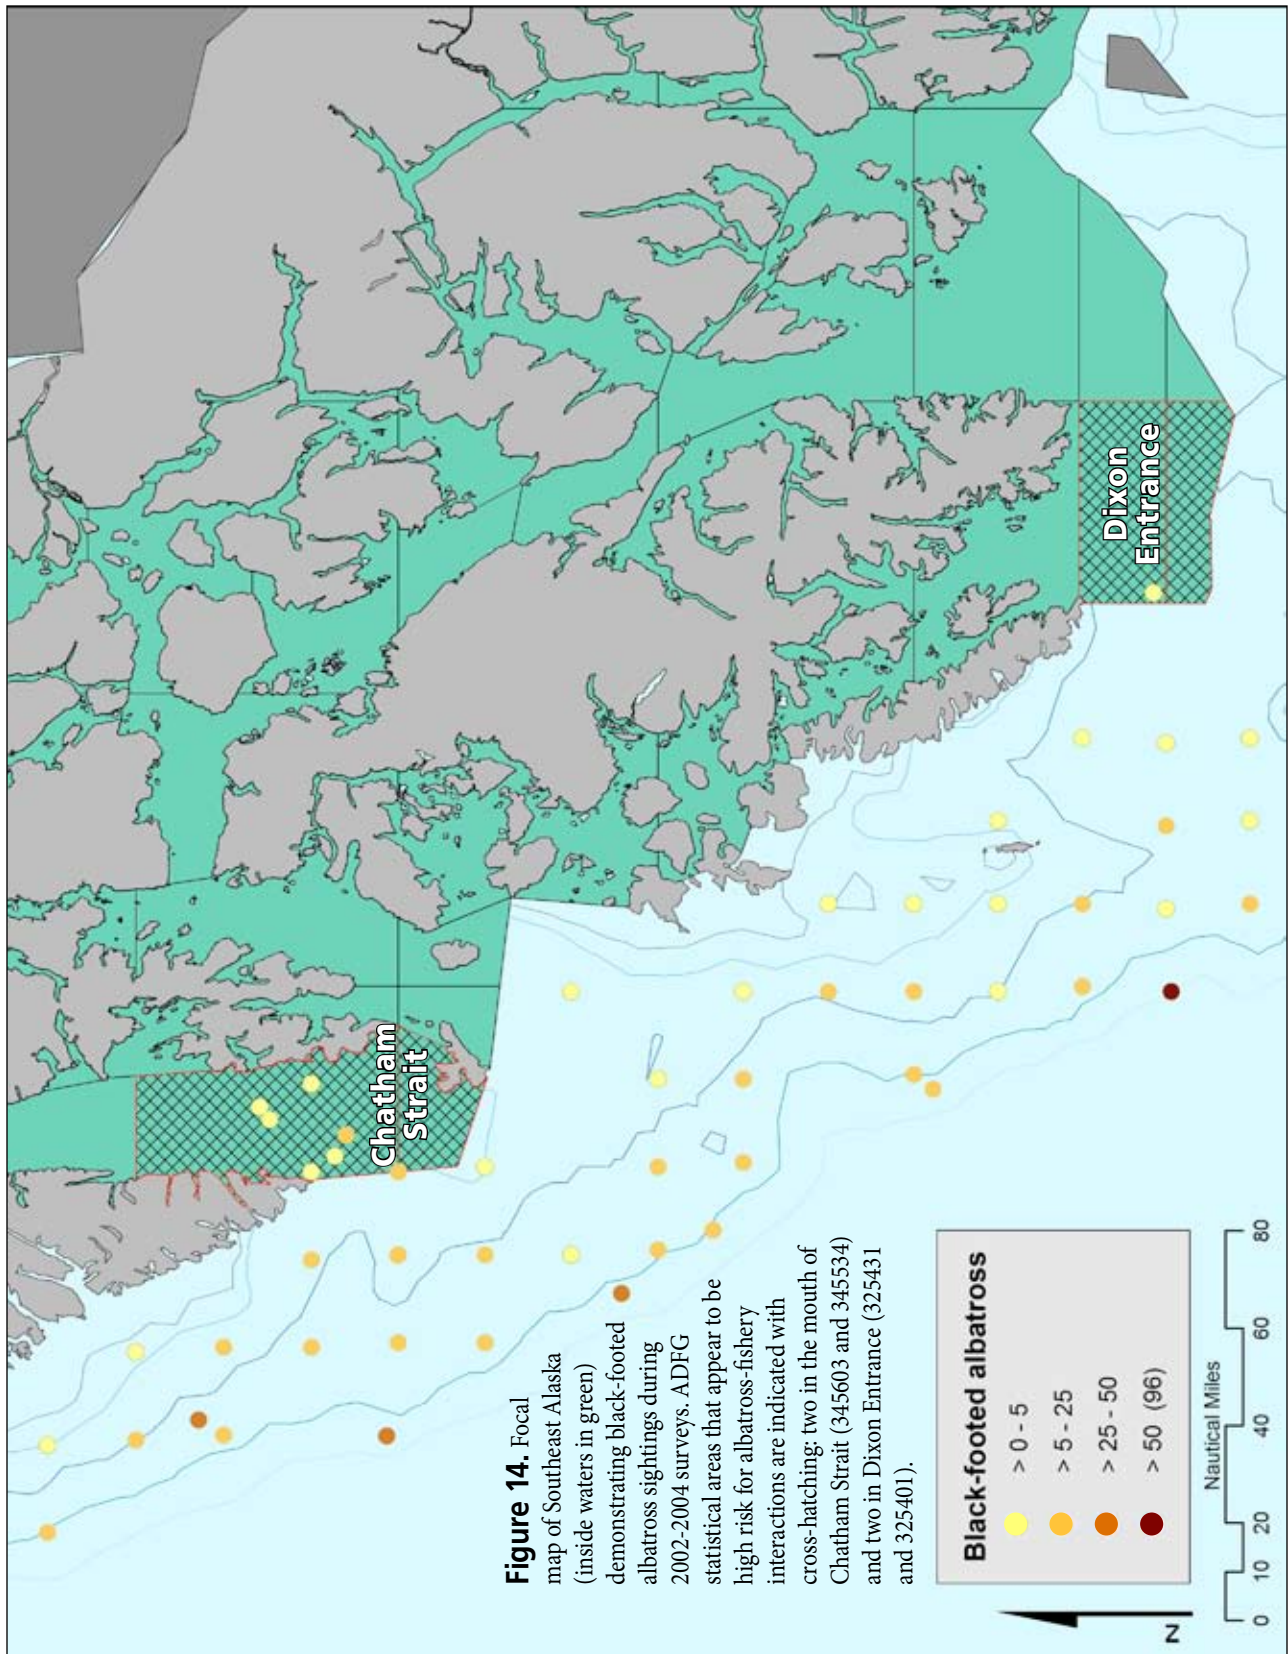 Chatham
Strait
Dixon
Entrance
Figure 14. Focal
map of Southeast Alaska
(inside waters in green)
demonstrating black-footed
albatross sightings during
2002-2004 surveys. ADFG
statistical areas that appear to be
high risk for albatross-fishery
interactions are indicated with
cross-hatching: two in the mouth of
Chatham Strait (345603 and 345534)
and two in Dixon Entrance (325431
and 325401).
Black-footed albatross
> 0 - 5
> 5 - 25
> 25 - 50
> 50 (96)
N
Nautical Miles
0 10 20 40 60 80